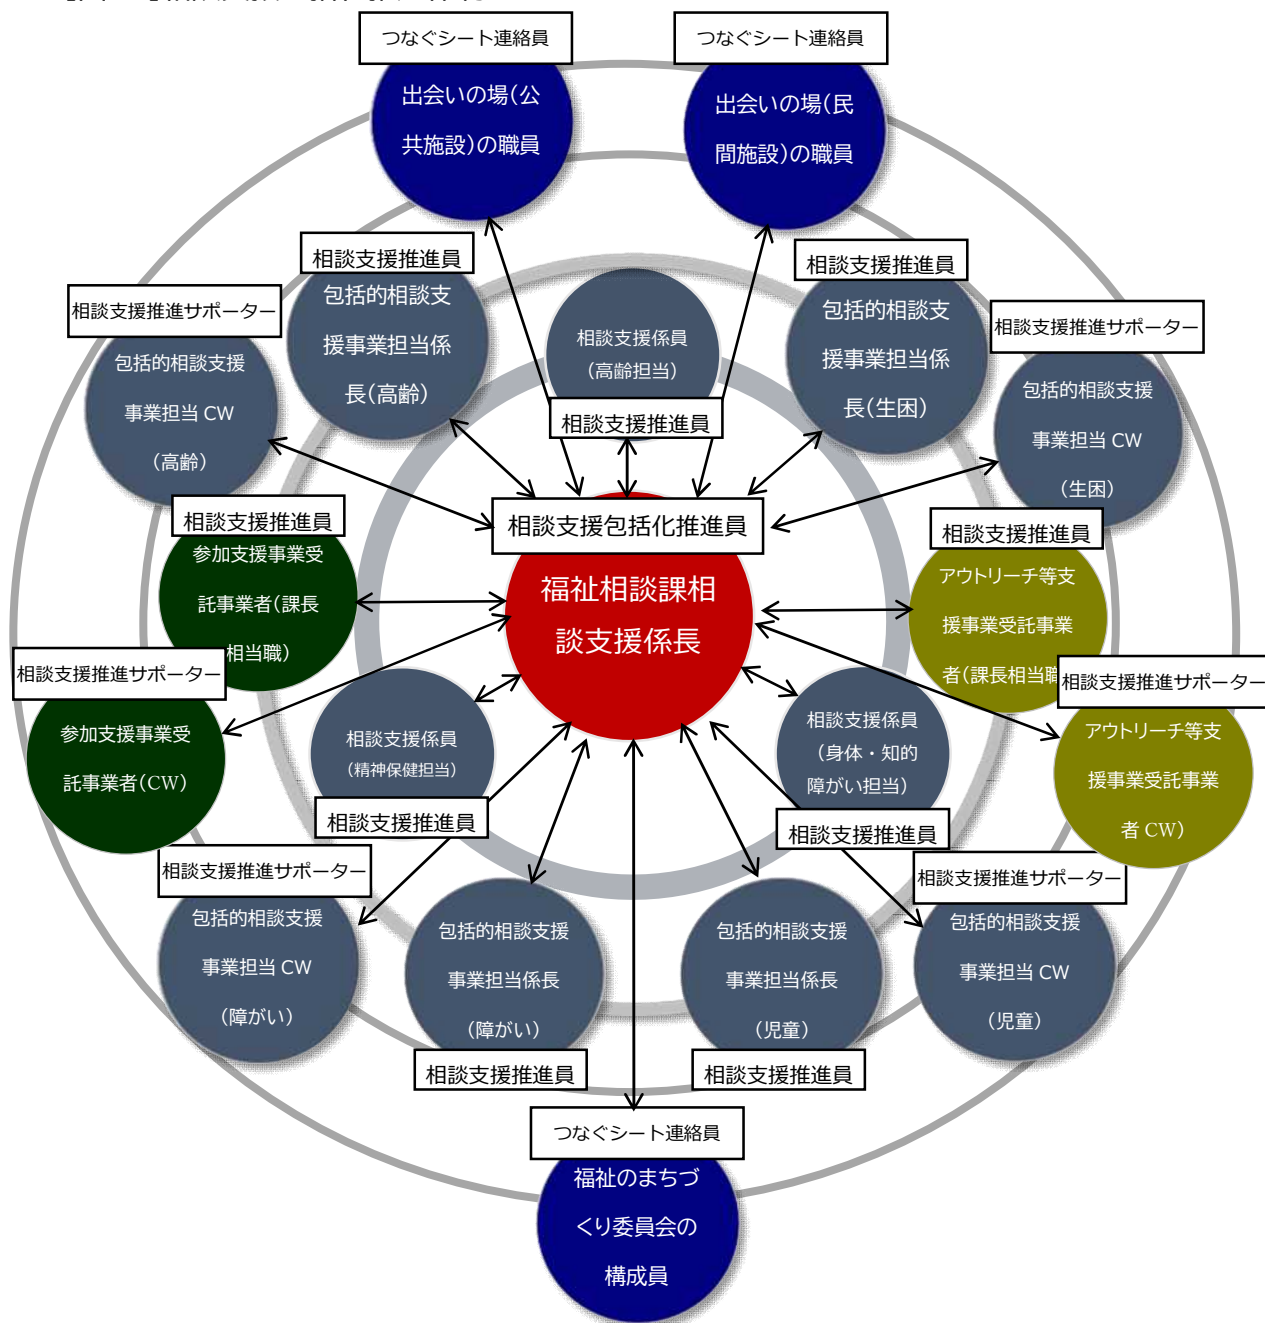 つなぐシート連絡員
出会いの場(公
共施設)の職員
つなぐシート連絡員
出会いの場(民
間施設)の職員
相談支援推進員
包括的相談支
援事業担当係
長(高齢)
相談支援推進員
包括的相談支
援事業担当係
長(生困)
相談支援推進サポーター
包括的相談支援
事業担当 CW
(高齢)
相談支援推進サポーター
包括的相談支援
事業担当 CW
(生困)
相談支援係員
(高齢担当)
相談支援推進員
相談支援包括化推進員
福祉相談課相
談支援係長
相談支援推進員
参加支援事業受
託事業者(課長
相当職)
相談支援推進員
アウトリーチ等支
援事業受託事業
者(課長相当職
相談支援推進サポーター
参加支援事業受
託事業者(CW)
相談支援推進サポーター
アウトリーチ等支
援事業受託事業
者 CW)
相談支援係員
(精神保健担当)
相談支援推進員
相談支援係員
(身体・知的
障がい担当)
相談支援推進員
相談支援推進サポーター
包括的相談支援
事業担当 CW
(障がい)
包括的相談支援
事業担当係長
(障がい)
相談支援推進員
包括的相談支援
事業担当係長
(児童)
相談支援推進員
相談支援推進サポーター
包括的相談支援
事業担当 CW
(児童)
つなぐシート連絡員
福祉のまちづ
くり委員会の
構成員